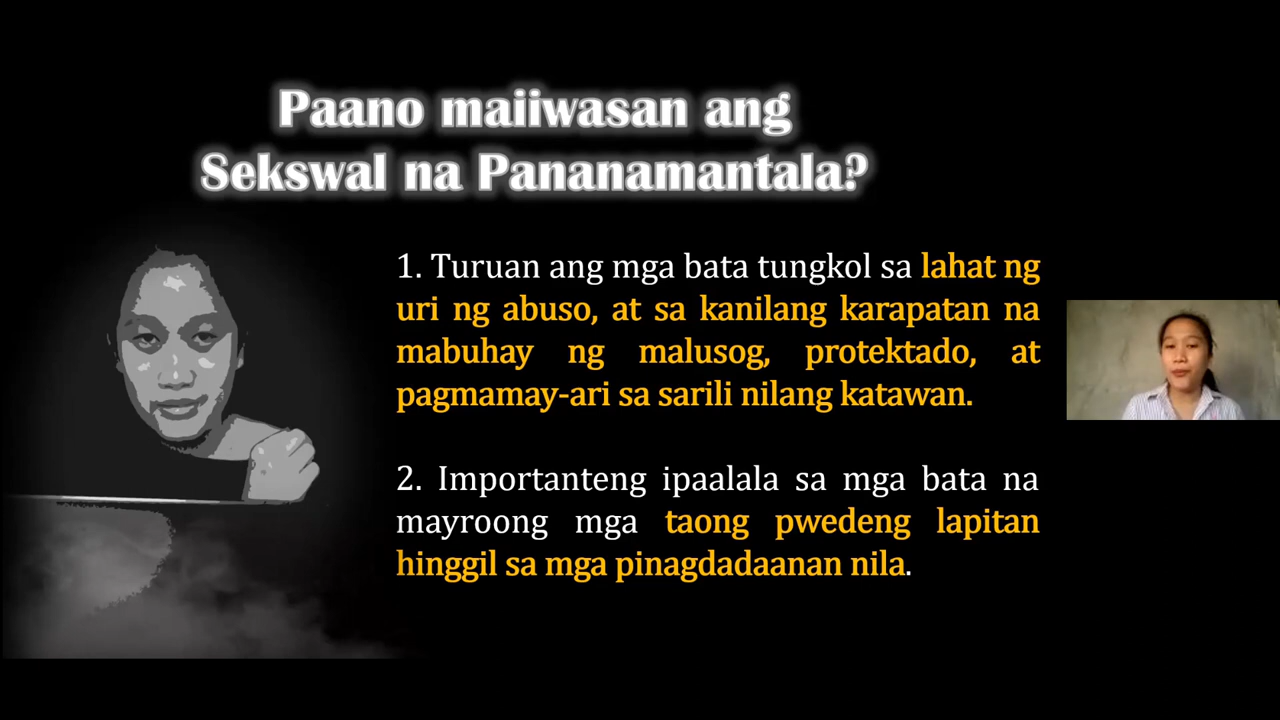 Paano maiiwasan ang
Sekswal na Pananamantala?
1. Turuan ang mga bata tungkol sa lahat ng
uri ng abuso, at sa kanilang karapatan na
mabuhay ng malusog, protektado, at
pagmamay-ari sa sarili nilang katawan.
2. Importanteng ipaalala sa mga bata na
mayroong mga taong pwedeng lapitan
hinggil sa mga pinagdadaanan nila.